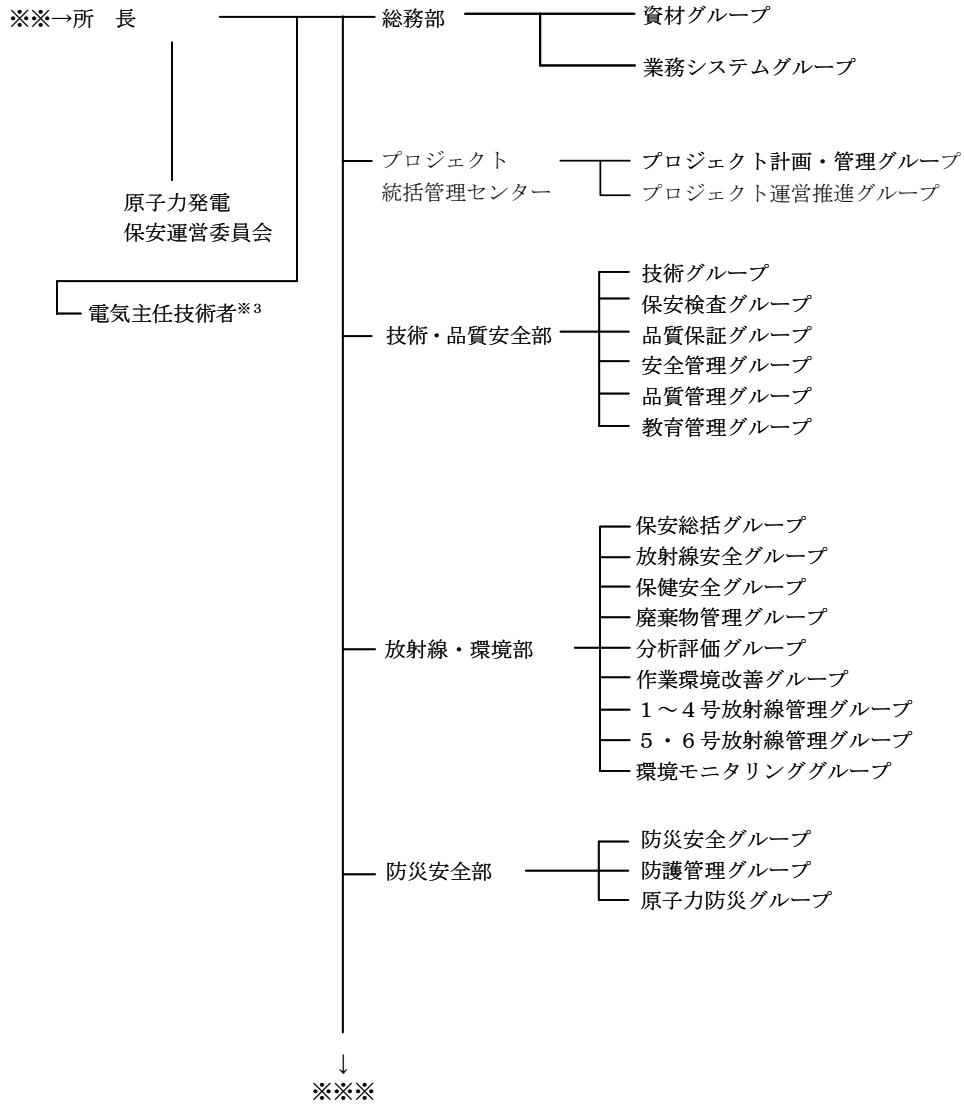 ※※→所　長
総務部
資材グループ
業務システムグループ
プロジェクト
統括管理センター
プロジェクト計画・管理グループ
プロジェクト運営推進グループ
原子力発電
保安運営委員会
電気主任技術者※3
技術・品質安全部
技術グループ
保安検査グループ
品質保証グループ
安全管理グループ
品質管理グループ
教育管理グループ
放射線・環境部
保安総括グループ
放射線安全グループ
保健安全グループ
廃棄物管理グループ
分析評価グループ
作業環境改善グループ
１～４号放射線管理グループ
５・６号放射線管理グループ
環境モニタリンググループ
防災安全部
防災安全グループ
防護管理グループ
原子力防災グループ
↓
※※※